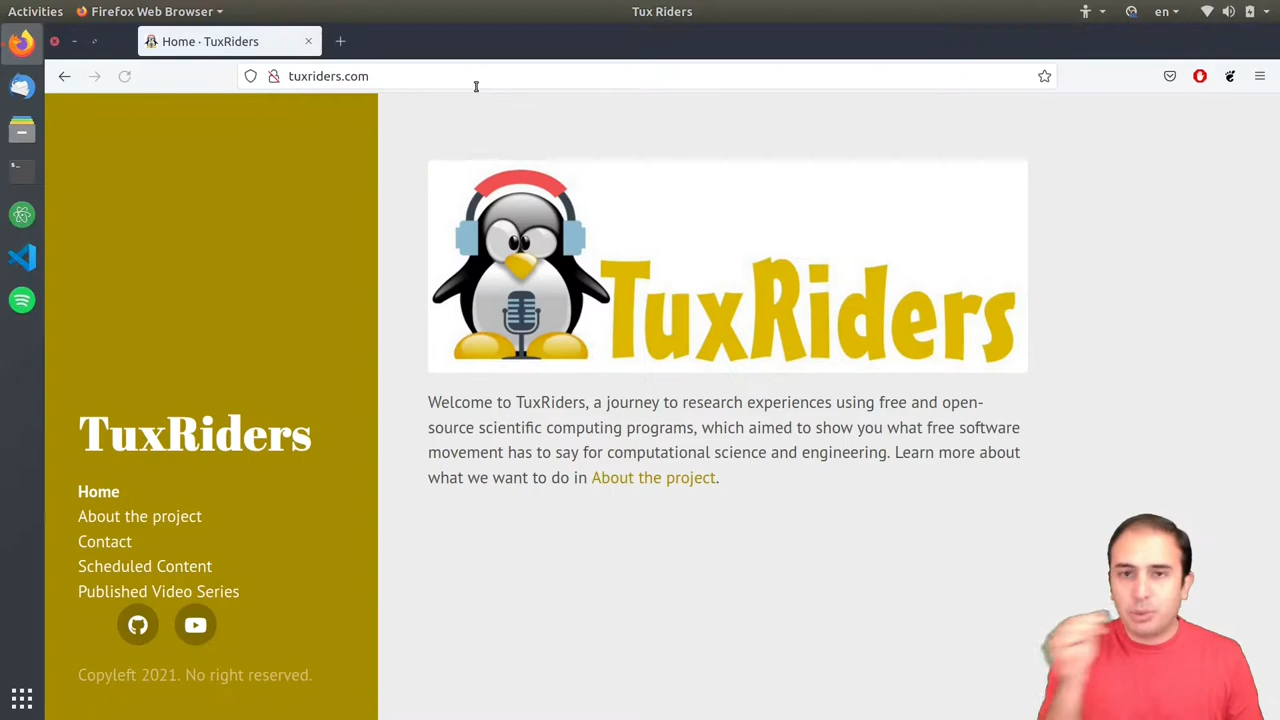 Activities
Firefox Web Browser
Tux Riders
en
Home · TuxRiders
tuxriders.com
TuxRiders
Welcome to TuxRiders, a journey to research experiences using free and open-
source scientific computing programs, which aimed to show you what free software
movement has to say for computational science and engineering. Learn more about
what we want to do in About the project.
TuxRiders
Home
About the project
Contact
Scheduled Content
Published Video Series
Copyleft 2021. No right reserved.